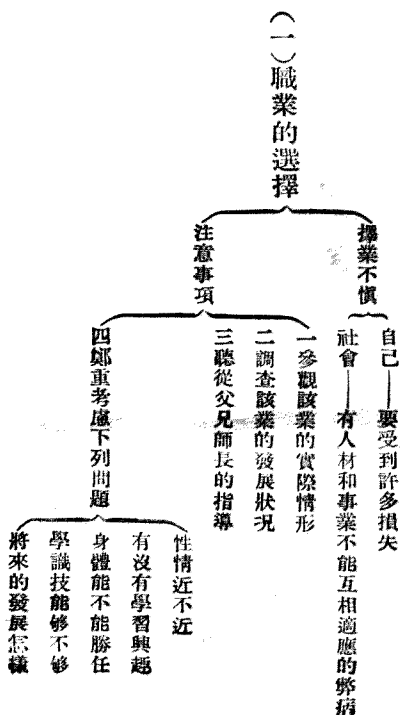 (一)職業的選擇
擇業不慎
自己——要受到許多損失
社會——有人材和事業不能互相適應的弊病
注意事項
一參觀該業的實際情形
二調查該業的發展狀况
三聽從父兄師長的指導
四鄭重考慮下列問題
性情近不近
有沒有學習興趣
身體能不能勝任
學識技能够不够
將來的發展怎樣